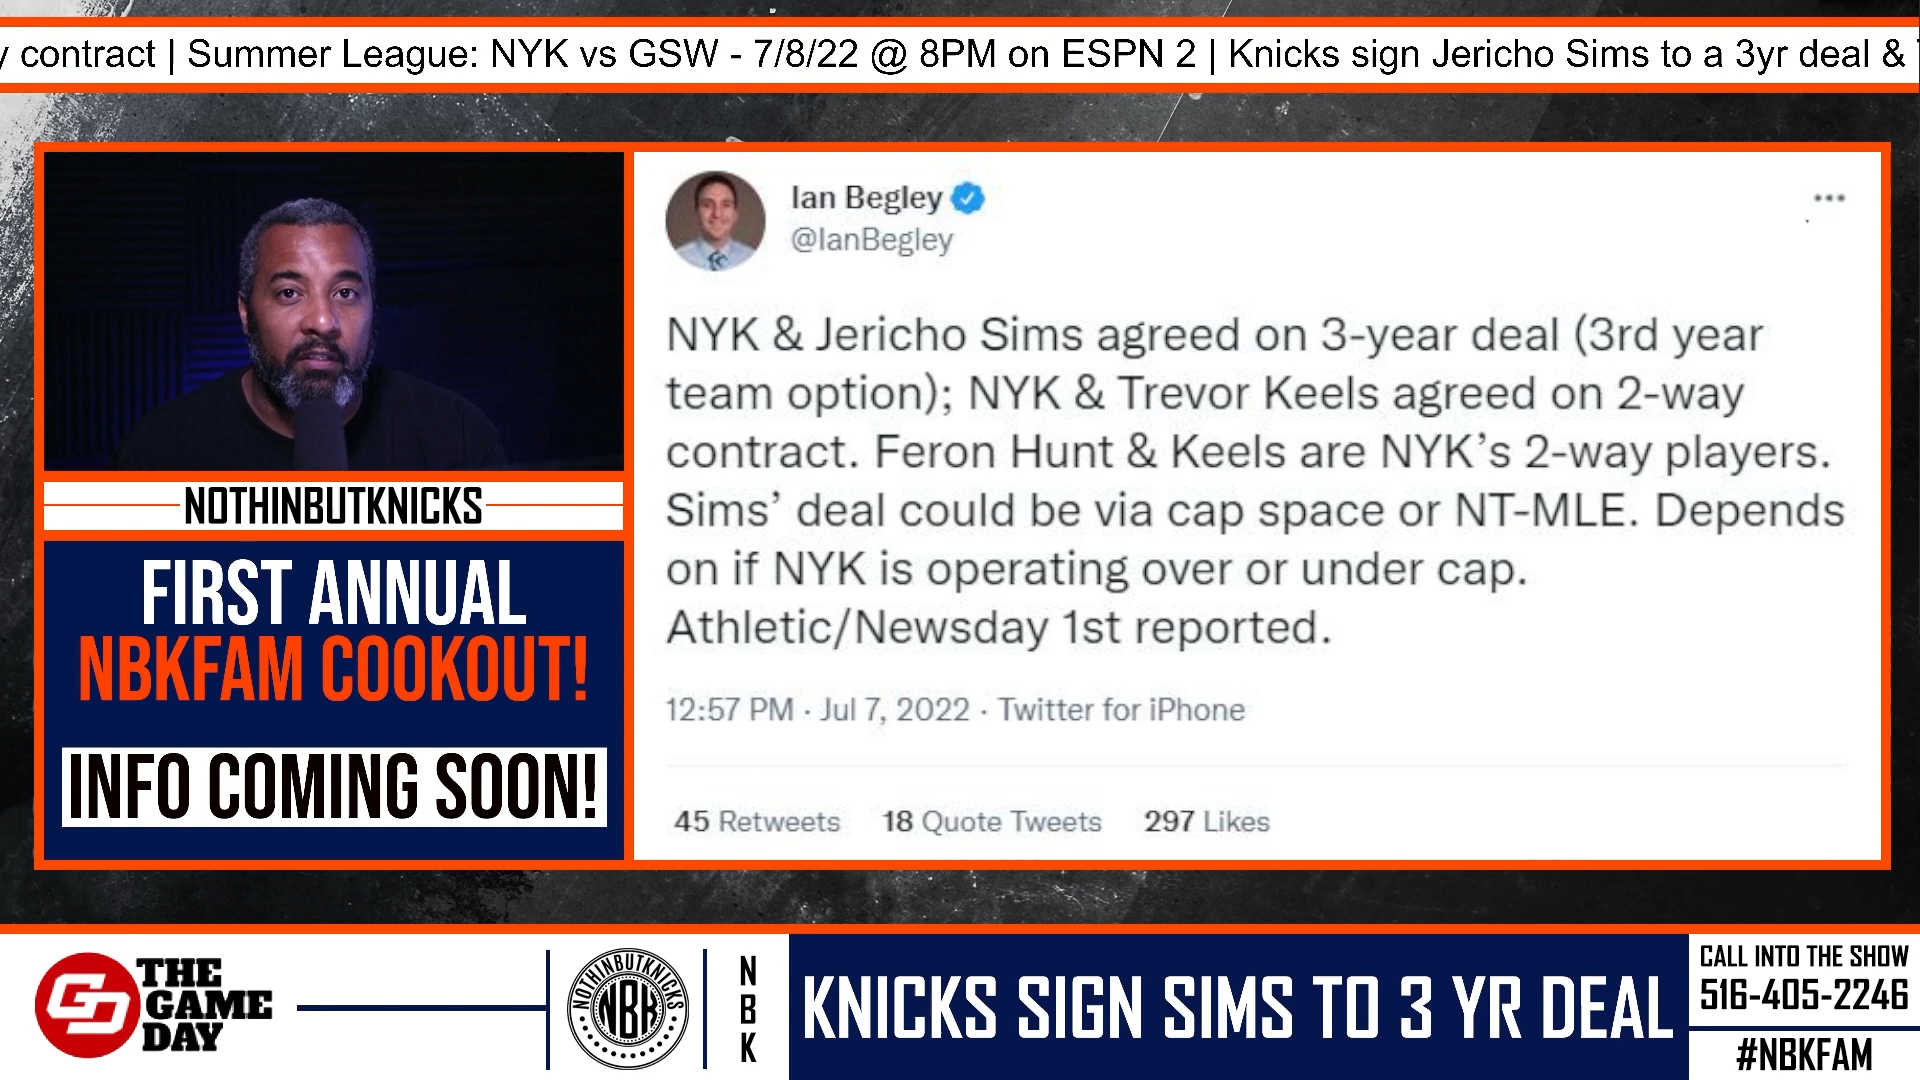 contract | Summer League: NYK vs GSW - 7/8/22 @ 8PM on ESPN 2 | Knicks sign Jericho Sims to a 3yr deal &
Ian Begley
@IanBegley
NYK & Jericho Sims agreed on 3-year deal (3rd year
team option); NYK & Trevor Keels agreed on 2-way
contract. Feron Hunt & Keels are NYK’s 2-way players.
Sims’ deal could be via cap space or NT-MLE. Depends
on if NYK is operating over or under cap.
Athletic/Newsday 1st reported.
12:57 PM · Jul 7, 2022 · Twitter for iPhone
45 Retweets 18 Quote Tweets 297 Likes
NOTHINBUTKNICKS
FIRST ANNUAL
NBKFAM COOKOUT!
INFO COMING SOON!
GD
THE
GAME
DAY
NOTHINBUTKNICKS
NBK
NOTHINBUTKNICKS
N
B
K
KNICKS SIGN SIMS TO 3 YR DEAL
CALL INTO THE SHOW
516-405-2246
#NBKFAM